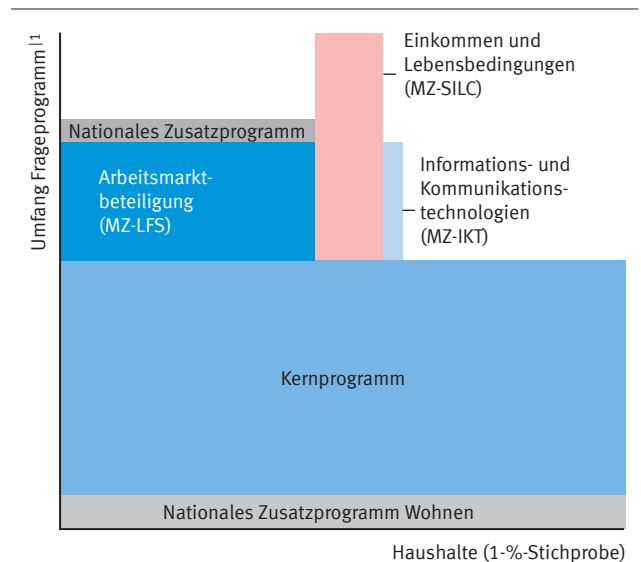 Umfang Frageprogramm|1
Einkommen und
Lebensbedingungen
(MZ-SILC)
Nationales Zusatzprogramm
Arbeitsmarkt-
beteiligung
(MZ-LFS)
Informations- und
Kommunikations-
technologien
(MZ-IKT)
Kernprogramm
Nationales Zusatzprogramm Wohnen
Haushalte (1-%-Stichprobe)